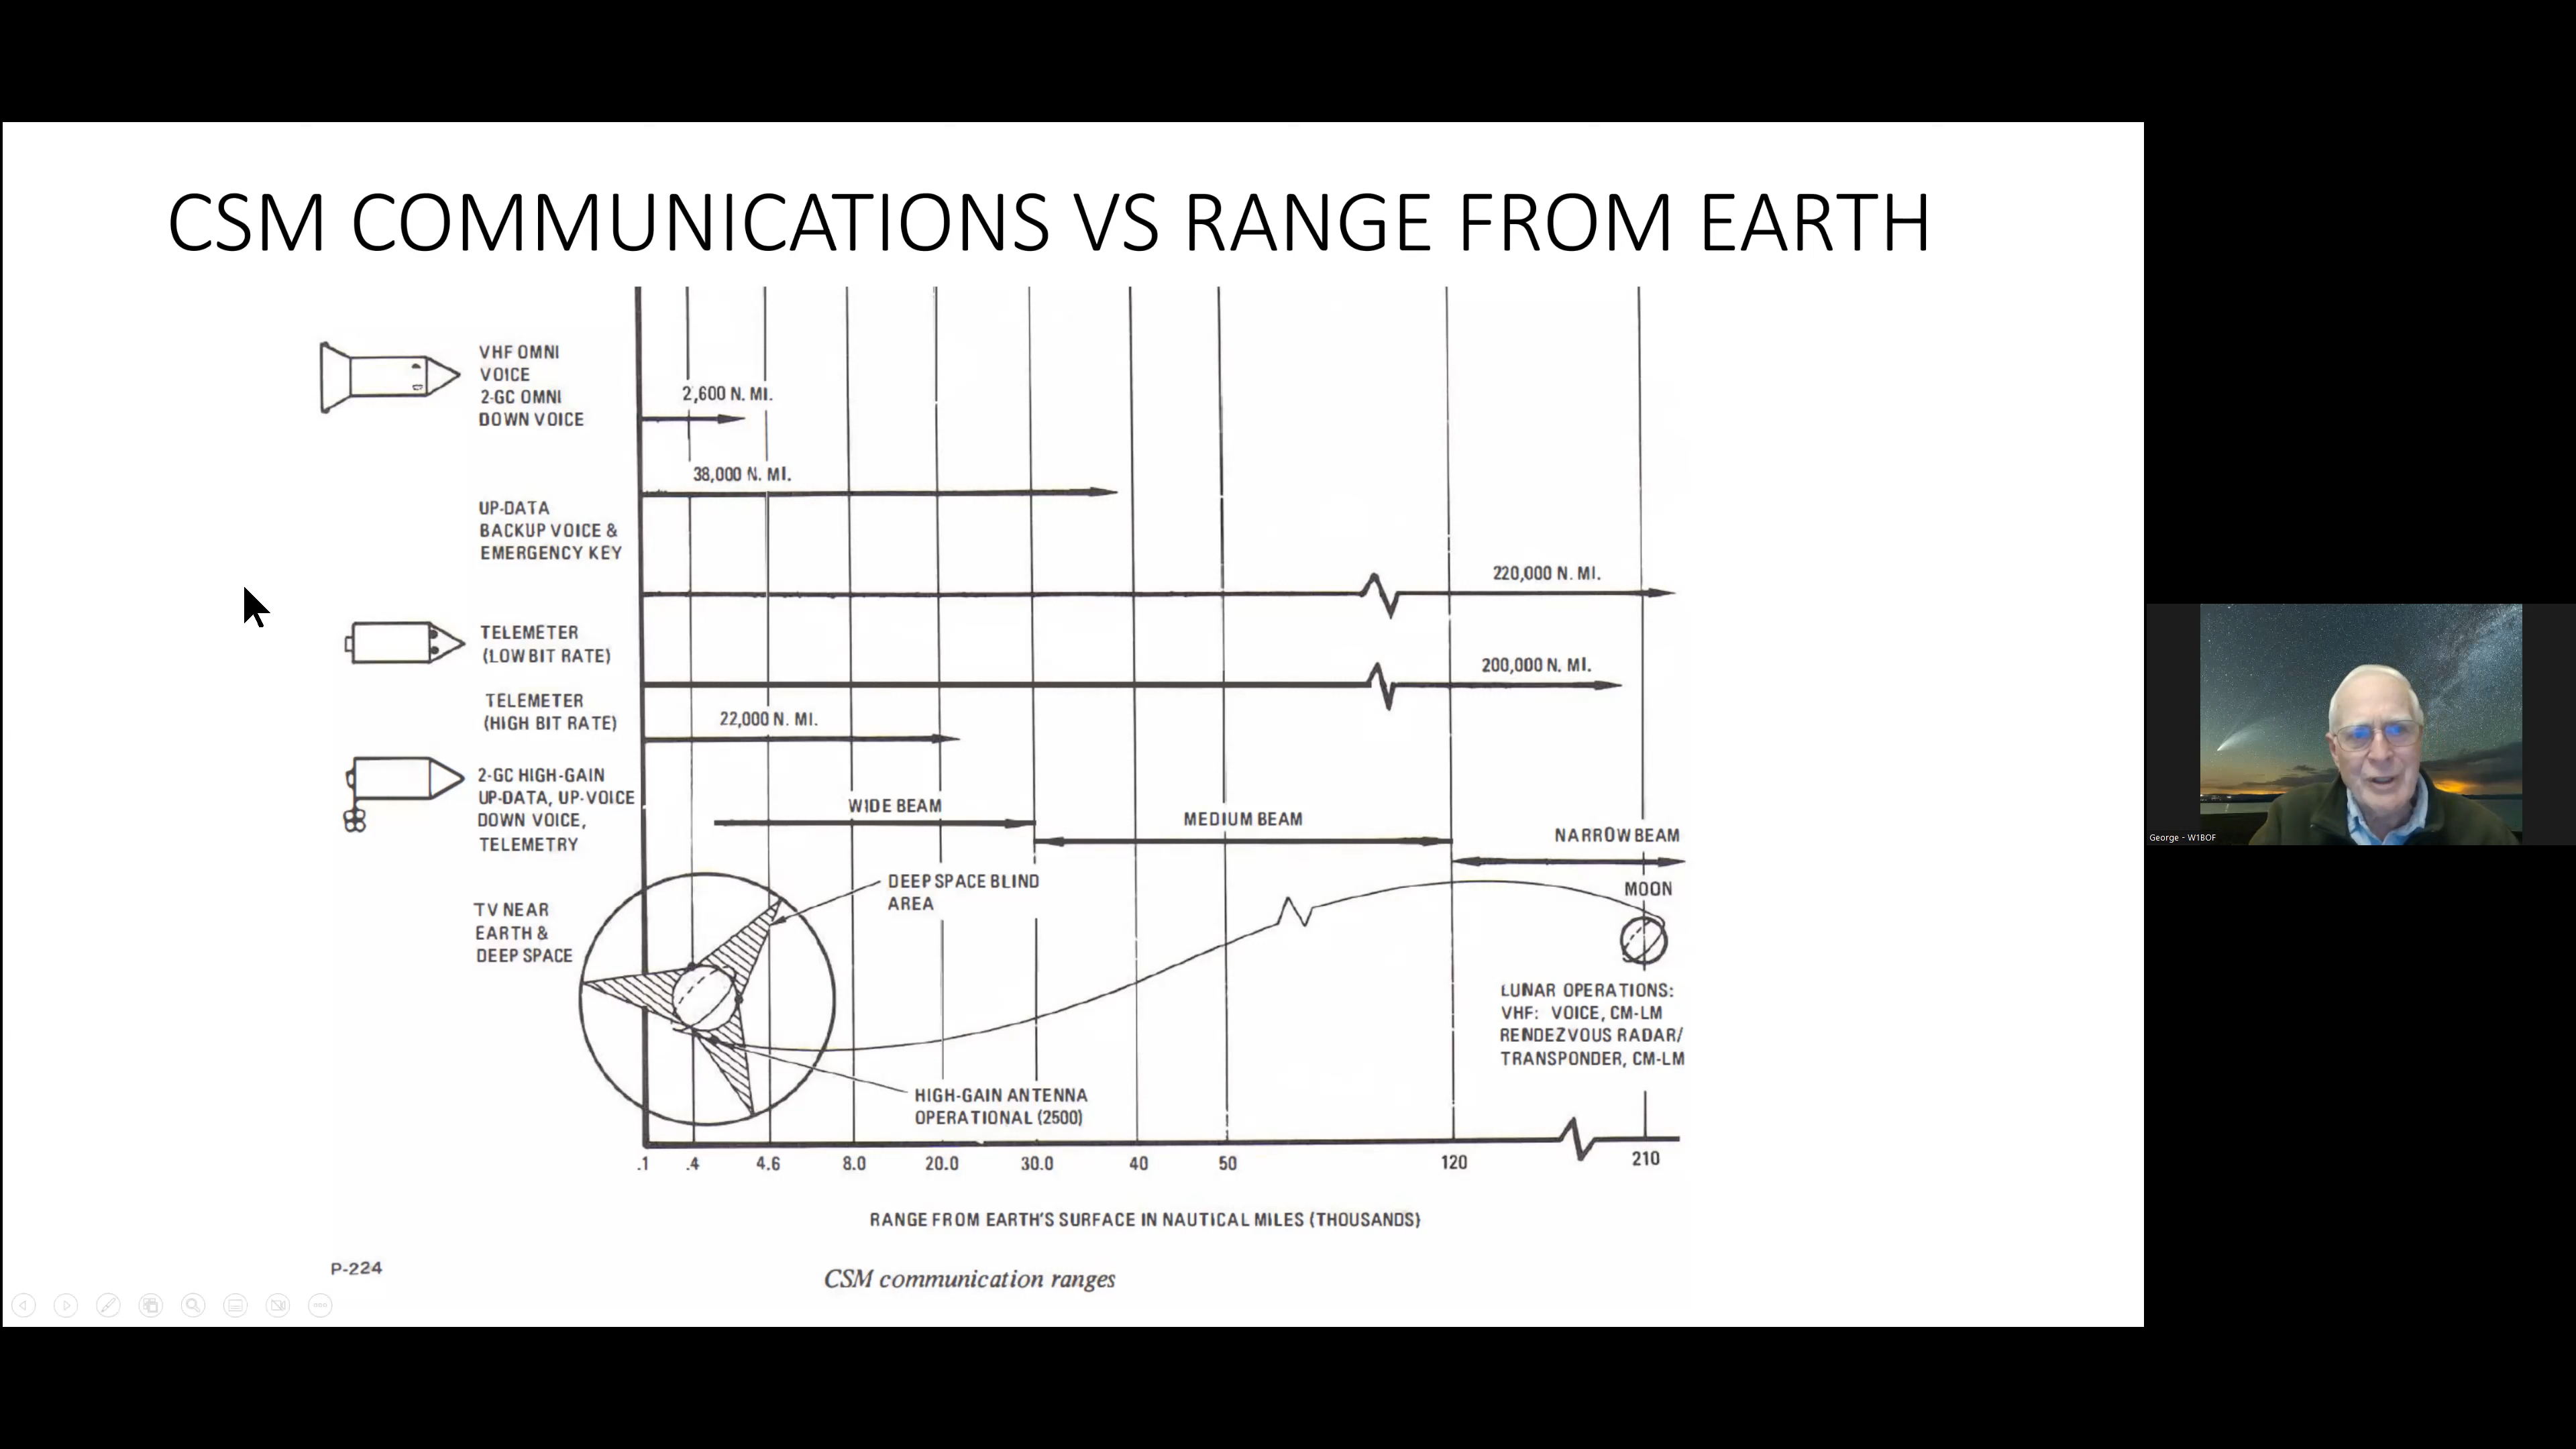 CSM COMMUNICATIONS VS RANGE FROM EARTH
VHF OMNI
VOICE
2-GC OMNI
DOWN VOICE
2,600 N. MI.
38,000 N. MI.
UP-DATA
BACKUP VOICE &
EMERGENCY KEY
220,000 N. MI.
TELEMETER
(LOW BIT RATE)
200,000 N. MI.
TELEMETER
(HIGH BIT RATE)
22,000 N. MI.
2-GC HIGH-GAIN
UP-DATA, UP-VOICE
DOWN VOICE,
TELEMETRY
WIDE BEAM
MEDIUM BEAM
NARROW BEAM
TV NEAR
EARTH &
DEEP SPACE
DEEP SPACE BLIND
AREA
MOON
LUNAR OPERATIONS:
VHF: VOICE, CM-LM
RENDEZVOUS RADAR/
TRANSPONDER, CM-LM
HIGH-GAIN ANTENNA
OPERATIONAL (2500)
.1 .4 4.6 8.0 20.0 30.0 40 50 120 210
RANGE FROM EARTH'S SURFACE IN NAUTICAL MILES (THOUSANDS)
P-224
CSM communication ranges
George - W1BOF